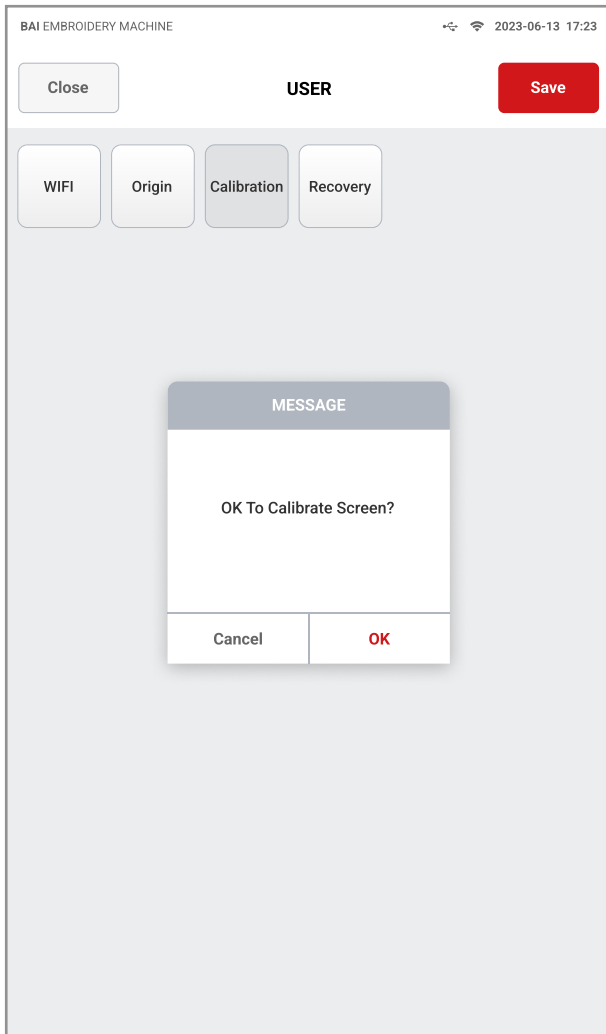 BAI EMBROIDERY MACHINE 2023-06-13 17:23
Close USER Save
WIFI Origin Calibration Recovery
MESSAGE
OK To Calibrate Screen?
Cancel OK